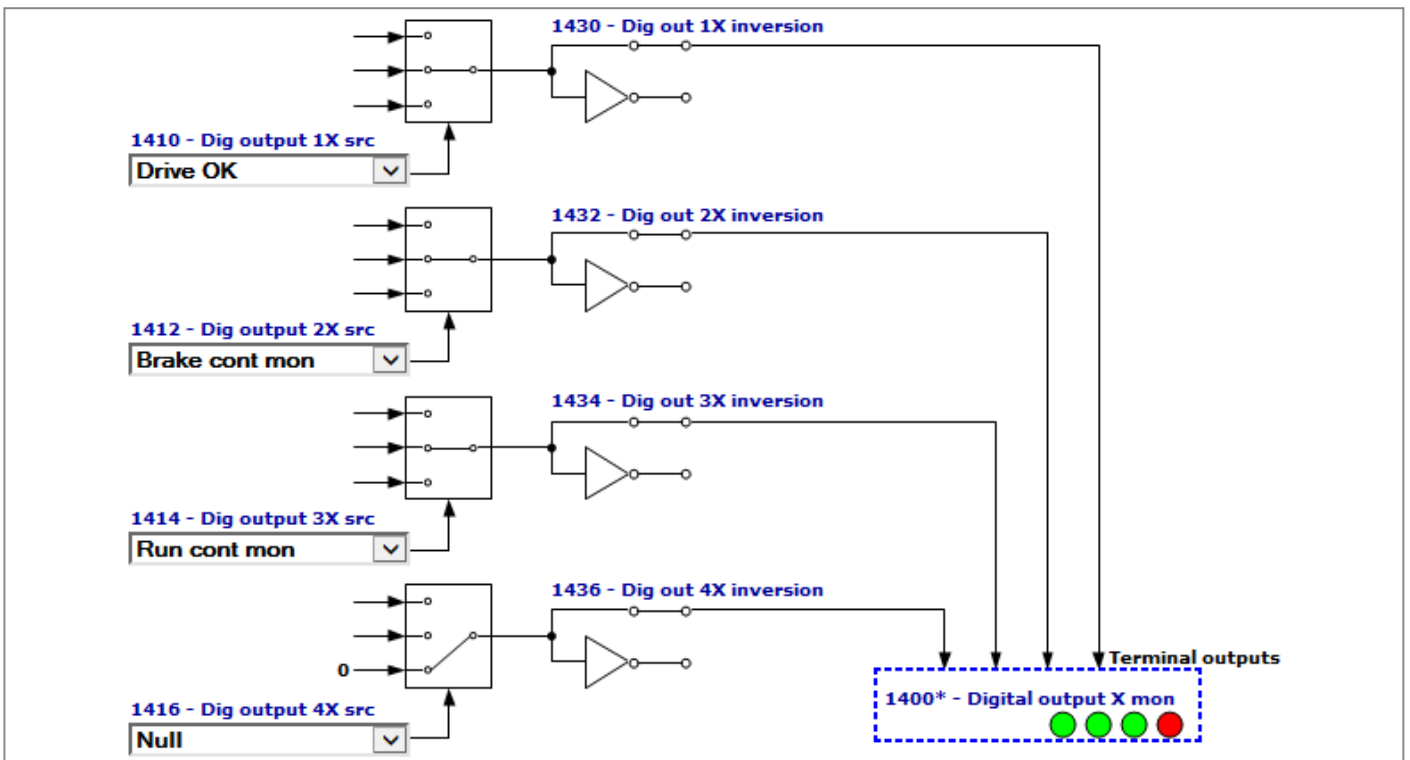 1430 - Dig out 1X inversion
1410 - Dig output 1X src
Drive OK
1432 - Dig out 2X inversion
1412 - Dig output 2X src
Brake cont mon
1434 - Dig out 3X inversion
1414 - Dig output 3X src
Run cont mon
1436 - Dig out 4X inversion
0
Terminal outputs
1400* - Digital output X mon
1416 - Dig output 4X src
Null